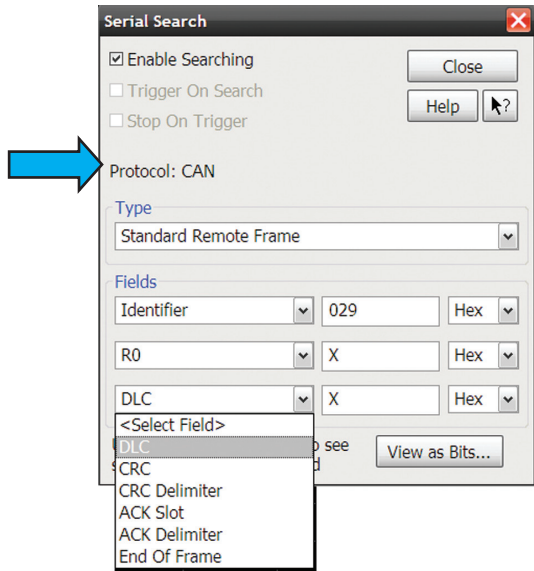 Serial Search
Enable Searching
Close
Trigger On Search
Help ?
Stop On Trigger
Protocol: CAN
Type
Standard Remote Frame
Fields
Identifier 029 Hex
R0 X Hex
DLC X Hex
<Select Field>
DLC
see
View as Bits...
CRC
CRC Delimiter
ACK Slot
ACK Delimiter
End Of Frame